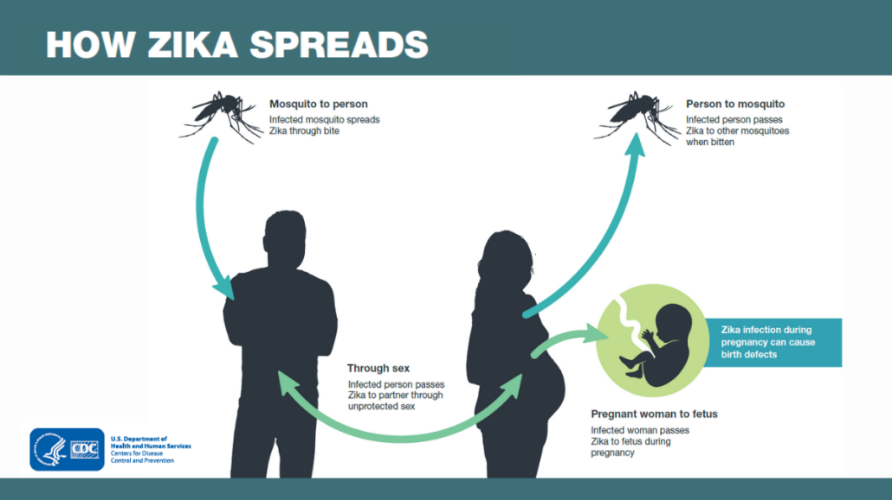 HOW ZIKA SPREADS
Mosquito to person
Infected mosquito spreads
Zika through bite
Person to mosquito
Infected person passes
Zika to other mosquitoes
when bitten
Zika infection during
pregnancy can cause
birth defects
Through sex
Infected person passes
Zika to partner through
unprotected sex
Pregnant woman to fetus
Infected woman passes
Zika to fetus during
pregnancy
CDC
U.S. Department of
Health and Human Services
Centers for Disease
Control and Prevention